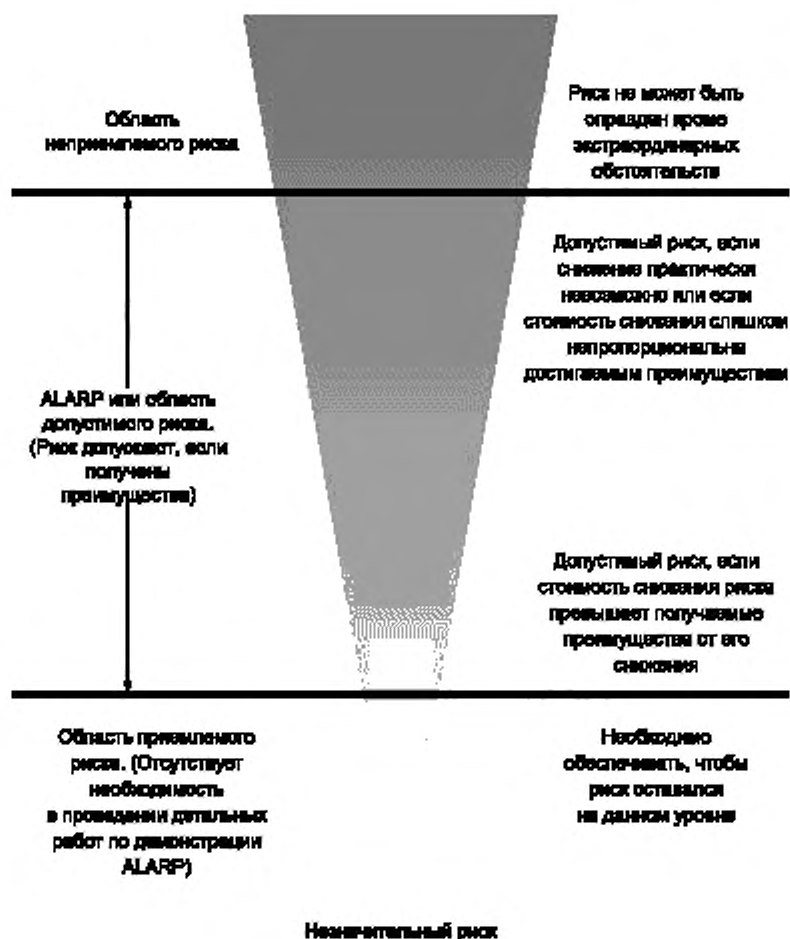 Область
неприемлемого риска
Риск не может быть
оправдан кроме
экстраординарных
обстоятельств
Допустимый риск, если
снижение практически
невозможно или если
стоимость снижения слишком
непропорциональна
достигаемым преимуществам
ALARP или область
допустимого риска.
(Риск допускают, если
получены
преимущества)
Допустимый риск, если
стоимость снижения риска
превышает получаемые
преимущества от его
снижения
Область приемлемого
риска. (Отсутствует
необходимость
в проведении детальных
работ по демонстрации
ALARP)
Необходимо
обеспечивать, чтобы
риск оставался
на данном уровне
Незначительный риск